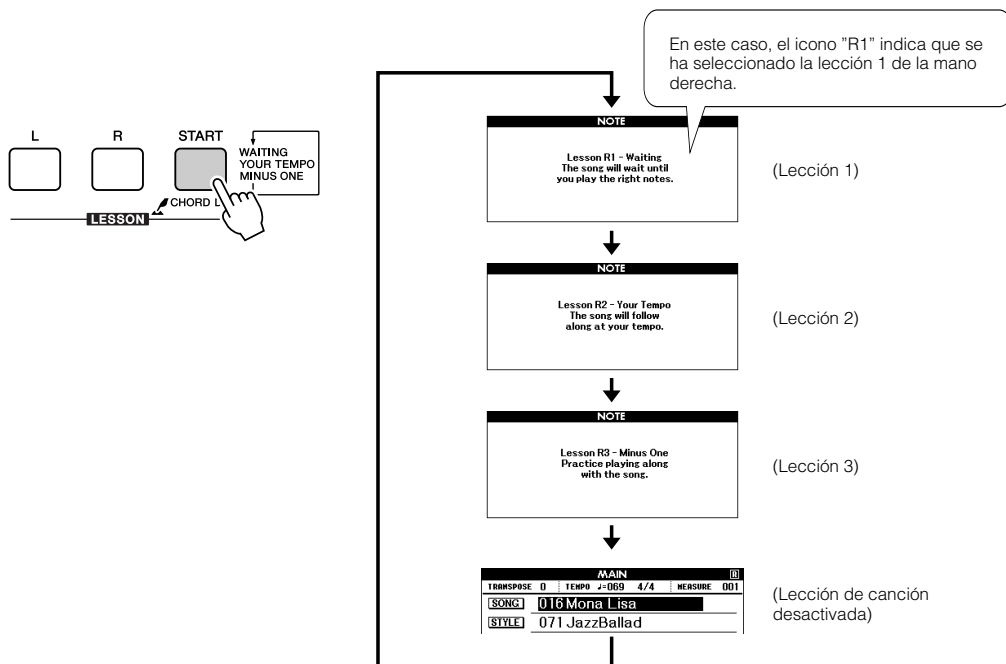 En este caso, el icono ”R1” indica que se
ha seleccionado la lección 1 de la mano
derecha.
L R START
WAITING
YOUR TEMPO
MINUS ONE
CHORD L
LESSON
NOTE
Lesson R1 - Waiting
The song will wait until
you play the right notes.
(Lección 1)
NOTE
Lesson R2 - Your Tempo
The song will follow
along at your tempo.
(Lección 2)
NOTE
Lesson R3 - Minus One
Practice playing along
with the song.
(Lección 3)
MAIN R
TRANSPOSE 0 TEMPO ♩=069 4/4 MEASURE 001
SONG 016 Mona Lisa
STYLE 071 JazzBallad
(Lección de canción
desactivada)